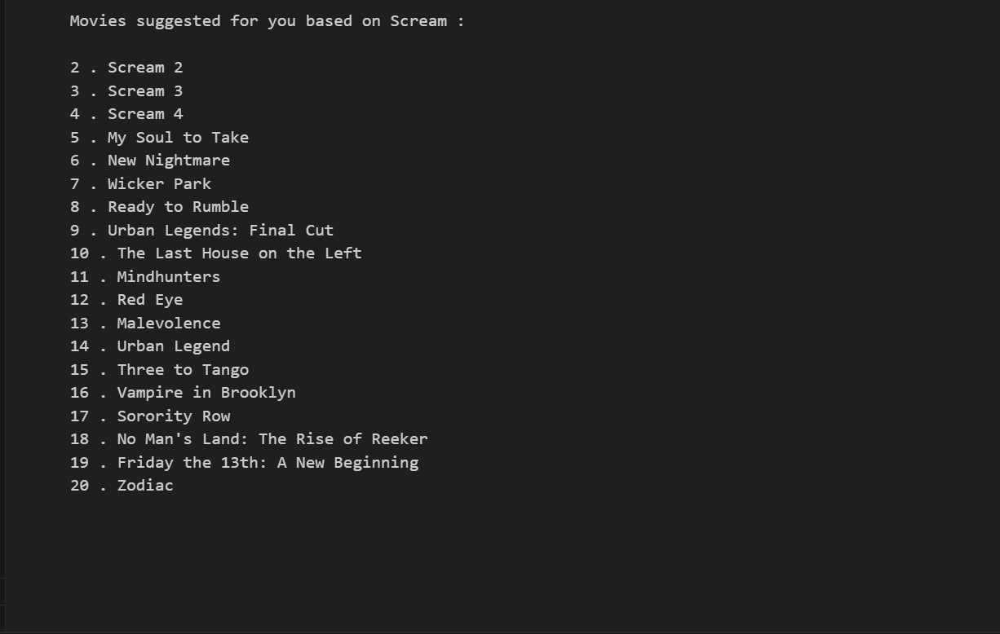 Movies suggested for you based on Scream :
2 . Scream 2
3 . Scream 3
4 . Scream 4
5 . My Soul to Take
6 . New Nightmare
7 . Wicker Park
8 . Ready to Rumble
9 . Urban Legends: Final Cut
10 . The Last House on the Left
11 . Mindhunters
12 . Red Eye
13 . Malevolence
14 . Urban Legend
15 . Three to Tango
16 . Vampire in Brooklyn
17 . Sorority Row
18 . No Man's Land: The Rise of Reeker
19 . Friday the 13th: A New Beginning
20 . Zodiac